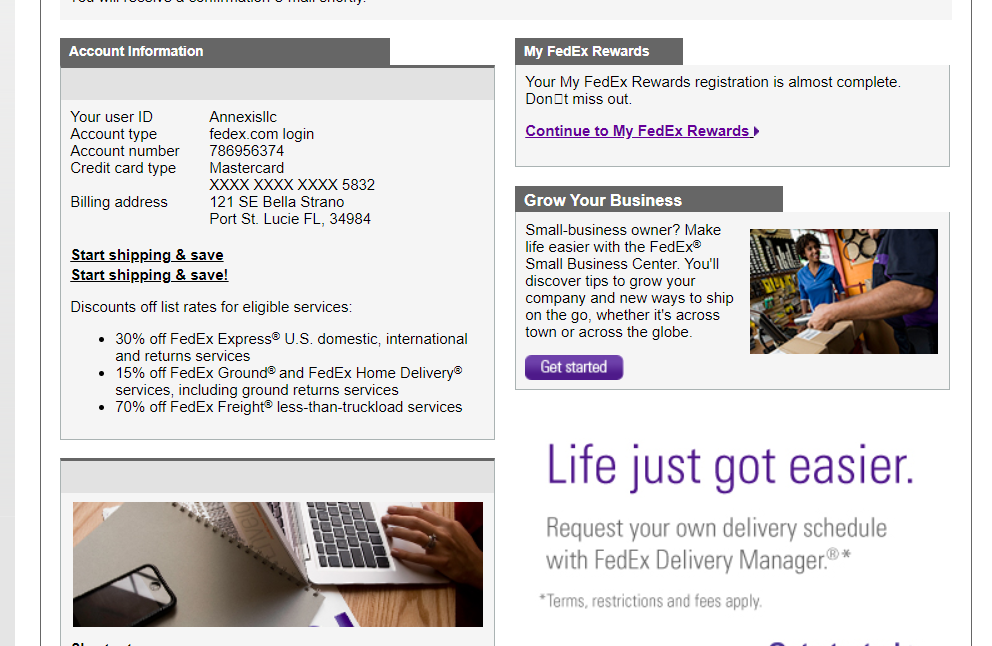 You will receive a confirmation e-mail shortly.
Account Information
Your user ID Annexisllc
Account type fedex.com login
Account number 786956374
Credit card type Mastercard
XXXX XXXX XXXX 5832
Billing address 121 SE Bella Strano
Port St. Lucie FL, 34984
Start shipping & save
Start shipping & save!
Discounts off list rates for eligible services:
• 30% off FedEx Express® U.S. domestic, international
and returns services
• 15% off FedEx Ground® and FedEx Home Delivery®
services, including ground returns services
• 70% off FedEx Freight® less-than-truckload services
My FedEx Rewards
Your My FedEx Rewards registration is almost complete.
Don□t miss out.
Continue to My FedEx Rewards
Grow Your Business
Small-business owner? Make
life easier with the FedEx®
Small Business Center. You'll
discover tips to grow your
company and new ways to ship
on the go, whether it's across
town or across the globe.
Get started
Life just got easier.
Request your own delivery schedule
with FedEx Delivery Manager.®*
*Terms, restrictions and fees apply.